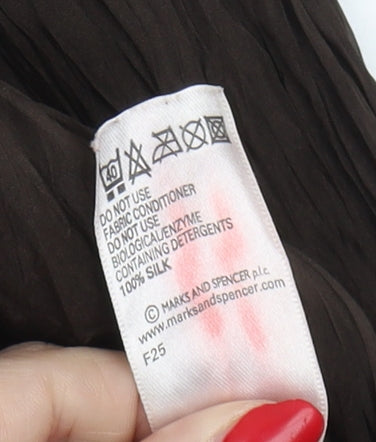 40
DO NOT USE
FABRIC CONDITIONER
DO NOT USE
BIOLOGICAL/ENZYME
CONTAINING DETERGENTS
100% SILK
© MARKS AND SPENCER p.l.c.
www.marksandspencer.com
F25